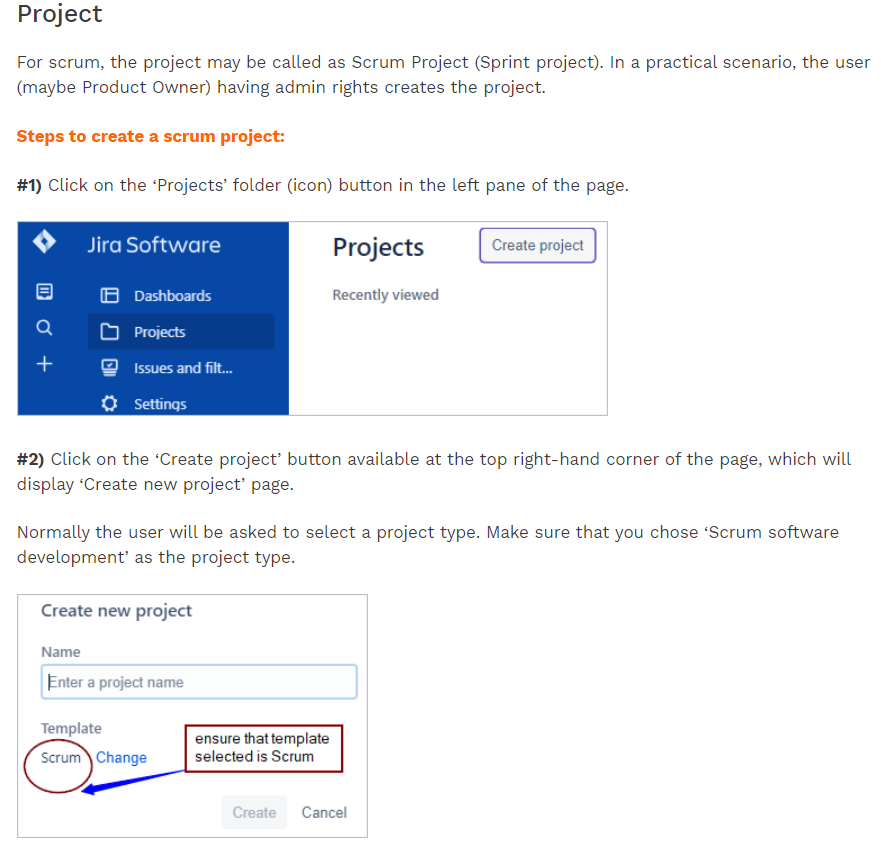 Project
For scrum, the project may be called as Scrum Project (Sprint project). In a practical scenario, the user
(maybe Product Owner) having admin rights creates the project.
Steps to create a scrum project:
#1) Click on the ‘Projects’ folder (icon) button in the left pane of the page.
Jira Software
Dashboards
Projects
Issues and filt...
Settings
Projects
Create project
Recently viewed
#2) Click on the ‘Create project’ button available at the top right-hand corner of the page, which will
display ‘Create new project’ page.
Normally the user will be asked to select a project type. Make sure that you chose ‘Scrum software
development’ as the project type.
Create new project
Name
Enter a project name
Template
Scrum Change
ensure that template
selected is Scrum
Create Cancel